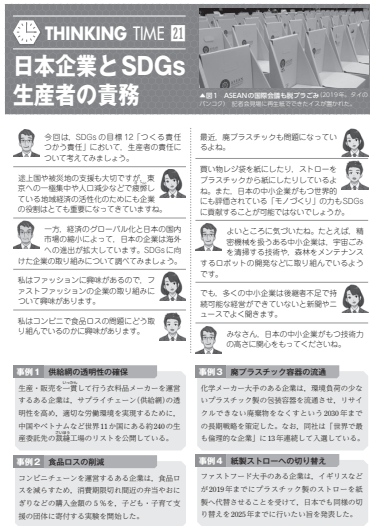 THINKING TIME 21
日本企業とSDGs
生産者の責務
▲図1 ASEANの国際会議も脱プラごみ(2019年、タイの
バンコク) 記者会見場に再生紙でできたイスが置かれた。
今回は、SDGsの目標12「つくる責任
つかう責任」において、生産者の責任に
ついて考えてみましょう。
途上国や被災地の支援も大切ですが、東
京への一極集中や人口減少などで疲弊し
ている地域経済の活性化のためにも企業
の役割はとても重要になってきていますね。
一方、経済のグローバル化と日本の国内
市場の縮小によって、日本の企業は海外
への進出が拡大しています。SDGsに向
けた企業の取り組みについて調べてみましょう。
私はファッションに興味があるので、フ
ァストファッションの企業の取り組みに
ついて興味があります。
私はコンビニで食品ロスの問題にどう取
り組んでいるのかに興味があります。
最近、廃プラスチックも問題になってい
るよね。
買い物レジ袋を紙にしたり、ストローを
プラスチックから紙にしたりしているよ
ね。また、日本の中小企業がもつ世界的
にも評価されている「モノづくり」の力もSDGs
に貢献することが可能ではないでしょうか。
よいところに気づいたね。たとえば、精
密機械を扱うある中小企業は、宇宙ごみ
を清掃する技術や、森林をメンテナンス
するロボットの開発などに取り組んでいるよう
です。
でも、多くの中小企業は後継者不足で持
続可能な経営ができていないと新聞やニ
ュースでよく聞きます。
みなさん、日本の中小企業がもつ技術力
の高さに関心をもってくださいね。
事例1 供給網の透明性の確保
生産・販売を一貫して行う衣料品メーカーを運営
するある企業は、サプライチェーン(供給網)の透
明性を高め、適切な労働環境を実現するために、
中国やベトナムなど世界11か国にある約240の生
産委託先の縫製工場のリストを公開している。
事例2 食品ロスの削減
コンビニチェーンを運営するある企業は、食品ロ
スを減らすため、消費期限切れ間近の弁当やおに
ぎりなどの購入金額の5%を、子ども・子育て支
援の団体に寄付する実験を開始した。
事例3 廃プラスチック容器の流通
化学メーカー大手のある企業は、環境負荷の少な
いプラスチック製の包装容器を流通させ、リサイ
クルできない廃棄物をなくすという2030年まで
の長期戦略を策定した。なお、同社は「世界で最
も倫理的な企業」に13年連続して入選している。
事例4 紙製ストローへの切り替え
ファストフード大手のある企業は、イギリスなど
が2019年までにプラスチック製のストローを紙
製へ代替させることを受けて、日本でも同様の切
り替えを2025年までに行いたい旨を発表した。